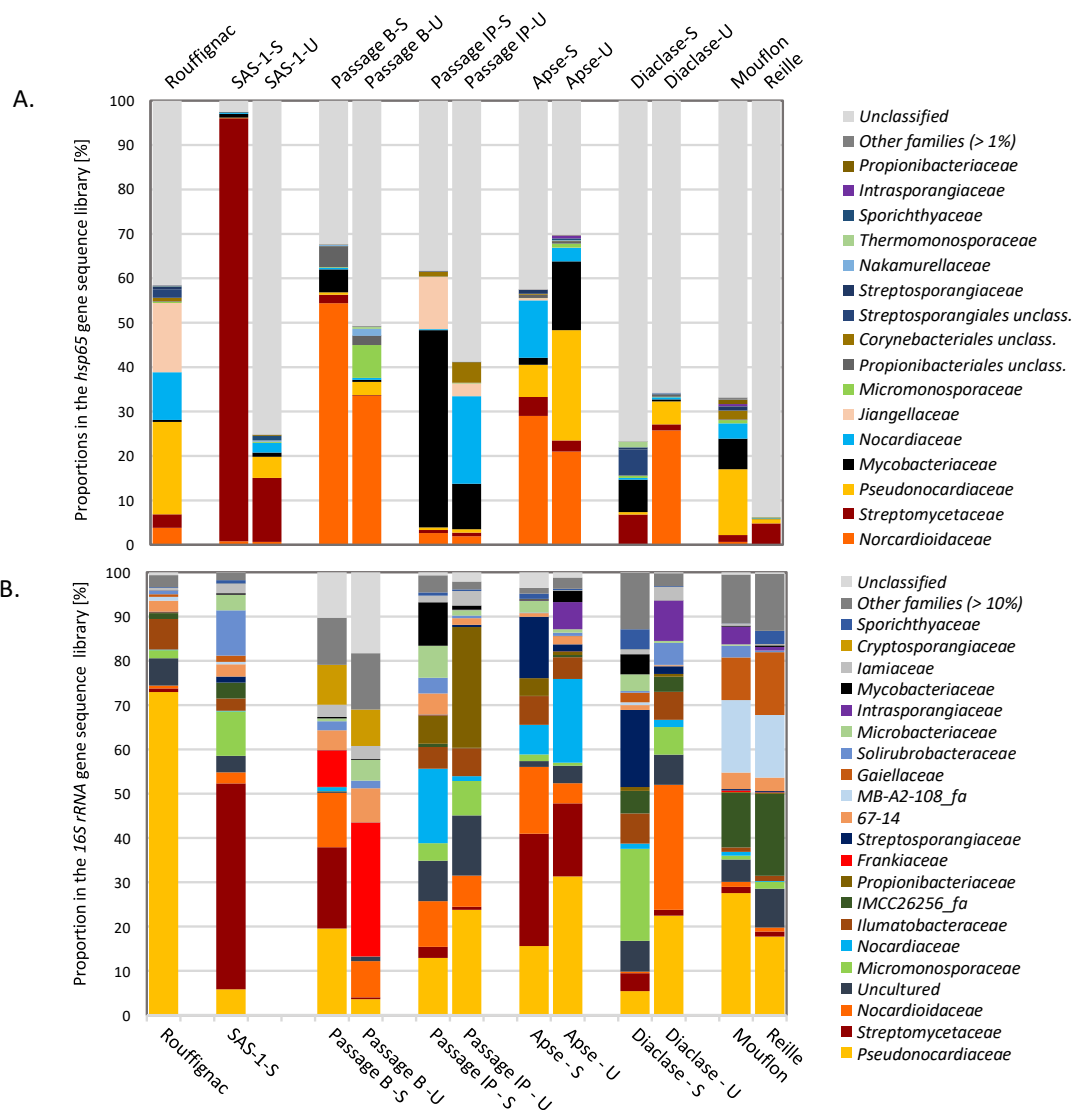 A.
Rouffignac
SAS-1-S
SAS-1-U
Passage B-S
Passage B-U
Passage IP-S
Passage IP-U
Apse-S
Apse-U
Diaclase-S
Diaclase-U
Mouflon
Reille
Proportions in the hsp65 gene sequence library [%]
100
90
80
70
60
50
40
30
20
10
0
Unclassified
Other families (> 1%)
Propionibacteriaceae
Intrasporangiaceae
Sporichthyaceae
Thermomonosporaceae
Nakamurellaceae
Streptosporangiaceae
Streptosporangiales unclass.
Corynebacteriales unclass.
Propionibacteriales unclass.
Micromonosporaceae
Jiangellaceae
Nocardiaceae
Mycobacteriaceae
Pseudonocardiaceae
Streptomycetaceae
Norcardioidaceae
B.
Proportion in the 16S rRNA gene sequence library [%]
100
90
80
70
60
50
40
30
20
10
0
Unclassified
Other families (> 10%)
Sporichthyaceae
Cryptosporangiaceae
Iamiaceae
Mycobacteriaceae
Intrasporangiaceae
Microbacteriaceae
Solirubrobacteraceae
Gaiellaceae
MB-A2-108_fa
67-14
Streptosporangiaceae
Frankiaceae
Propionibacteriaceae
IMCC26256_fa
Ilumatobacteraceae
Nocardiaceae
Micromonosporaceae
Uncultured
Nocardioidaceae
Streptomycetaceae
Pseudonocardiaceae
Rouffignac
SAS-1-S
Passage B -S
Passage B -U
Passage IP - S
Passage IP - U
Apse - S
Apse - U
Diaclase - S
Diaclase - U
Mouflon
Reille